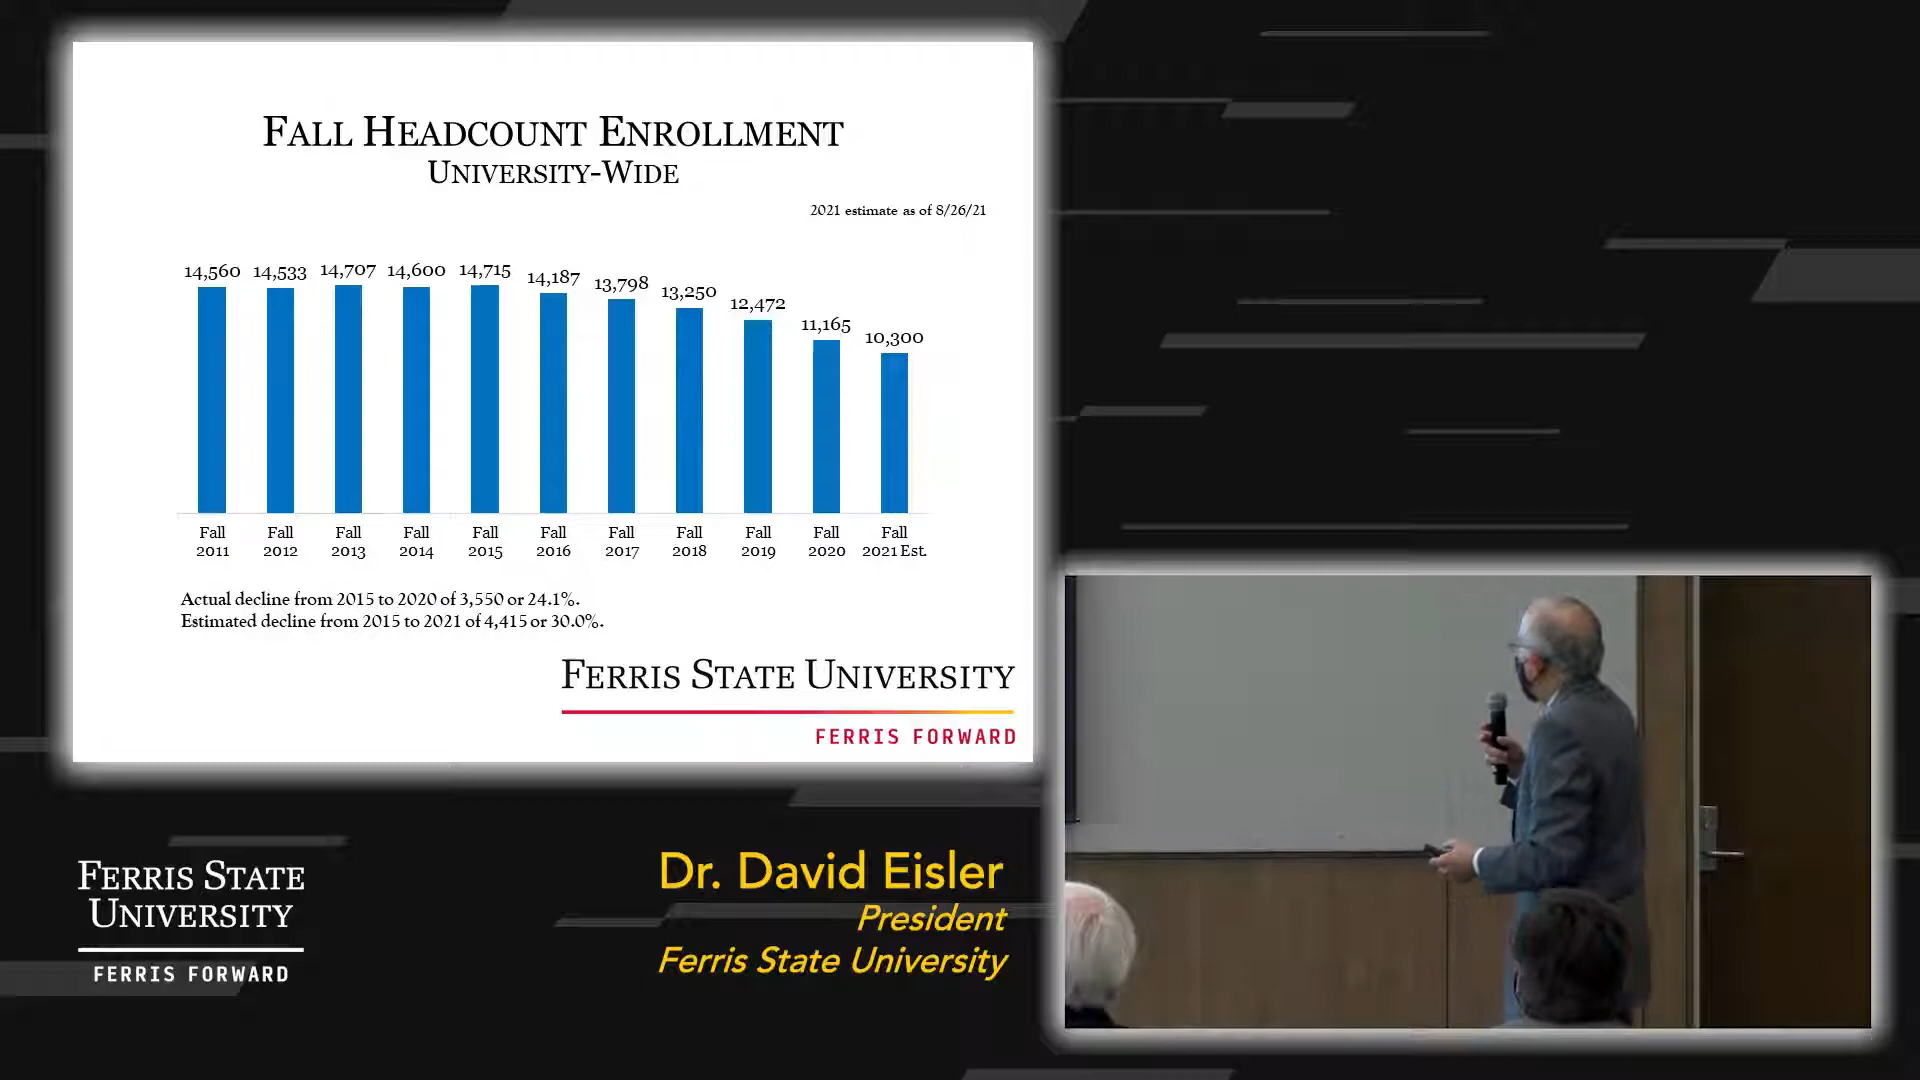 FALL HEADCOUNT ENROLLMENT
UNIVERSITY-WIDE
2021 estimate as of 8/26/21
14,560 14,533 14,707 14,600 14,715 14,187 13,798 13,250 12,472 11,165 10,300
Fall Fall Fall Fall Fall Fall Fall Fall Fall Fall Fall
2011 2012 2013 2014 2015 2016 2017 2018 2019 2020 2021 Est.
Actual decline from 2015 to 2020 of 3,550 or 24.1%.
Estimated decline from 2015 to 2021 of 4,415 or 30.0%.
FERRIS STATE UNIVERSITY
FERRIS FORWARD
FERRIS STATE
UNIVERSITY
FERRIS FORWARD
Dr. David Eisler
President
Ferris State University